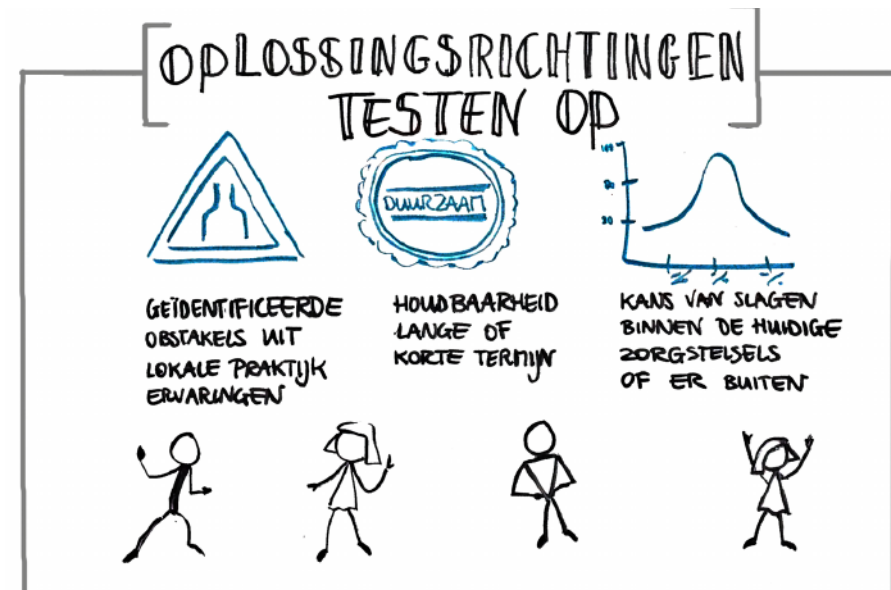 OPLOSSINGSRICHTINGEN
TESTEN OP
DUURZAAM
GEÏDENTIFICEERDE
OBSTAKELS UIT
LOKALE PRAKTIJK
ERVARINGEN
HOUDBAARHEID
LANGE OF
KORTE TERMIJN
KANS VAN SLAGEN
BINNEN DE HUIDIGE
ZORGSTELSELS
OF ER BUITEN